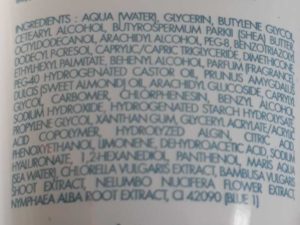 INGREDIENTS : AQUA (WATER), GLYCERIN, BUTYLENE GLYCOL,
CETEARYL ALCOHOL, BUTYROSPERMUM PARKII (SHEA) BUTTER,
OCTYLDODECANOL, ARACHIDYL ALCOHOL, PEG-8, BENZOTRIAZOLYL
DODECYL P-CRESOL, CAPRYLIC/CAPRIC TRIGLYCERIDE, DIMETHICONE,
ETHYLHEXYL PALMITATE, BEHENYL ALCOHOL, PARFUM (FRAGRANCE),
PEG-40 HYDROGENATED CASTOR OIL, PRUNUS AMYGDALUS
DULCIS (SWEET ALMOND) OIL, ARACHIDYL GLUCOSIDE, CAPRYLYL
GLYCOL, CARBOMER, CHLORPHENESIN, BENZYL ALCOHOL,
SODIUM HYDROXIDE, HYDROGENATED STARCH HYDROLYSATE,
PROPYLENE GLYCOL, XANTHAN GUM, GLYCERYL ACRYLATE/ACRYLIC
ACID COPOLYMER, HYDROLYZED ALGIN, CITRIC ACID,
PHENOXYETHANOL, LIMONENE, DEHYDROACETIC ACID, SODIUM
HYALURONATE, 1,2-HEXANEDIOL, PANTHENOL, MARIS AQUA
(SEA WATER), CHLORELLA VULGARIS EXTRACT, BAMBUSA VULGARIS
SHOOT EXTRACT, NELUMBO NUCIFERA FLOWER EXTRACT,
NYMPHAEA ALBA ROOT EXTRACT, CI 42090 (BLUE 1).